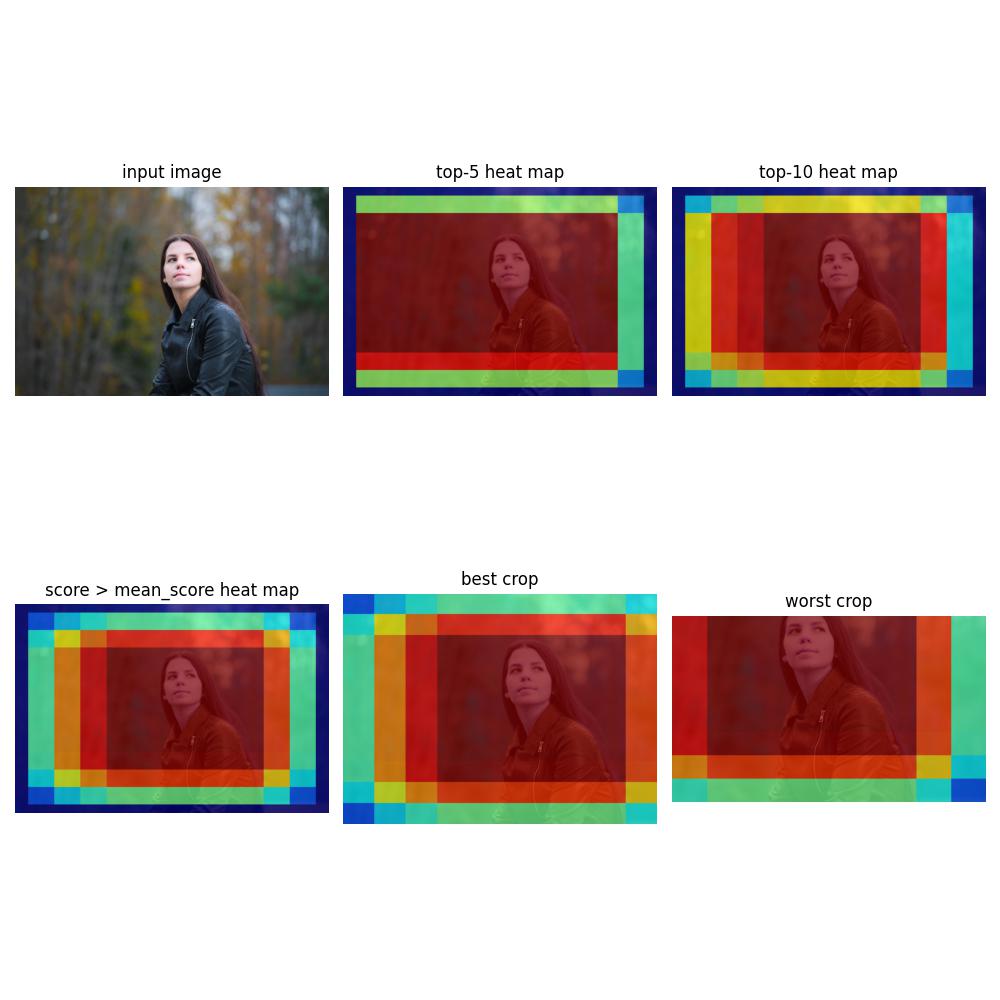 input image
top-5 heat map
top-10 heat map
score > mean_score heat map
best crop
worst crop